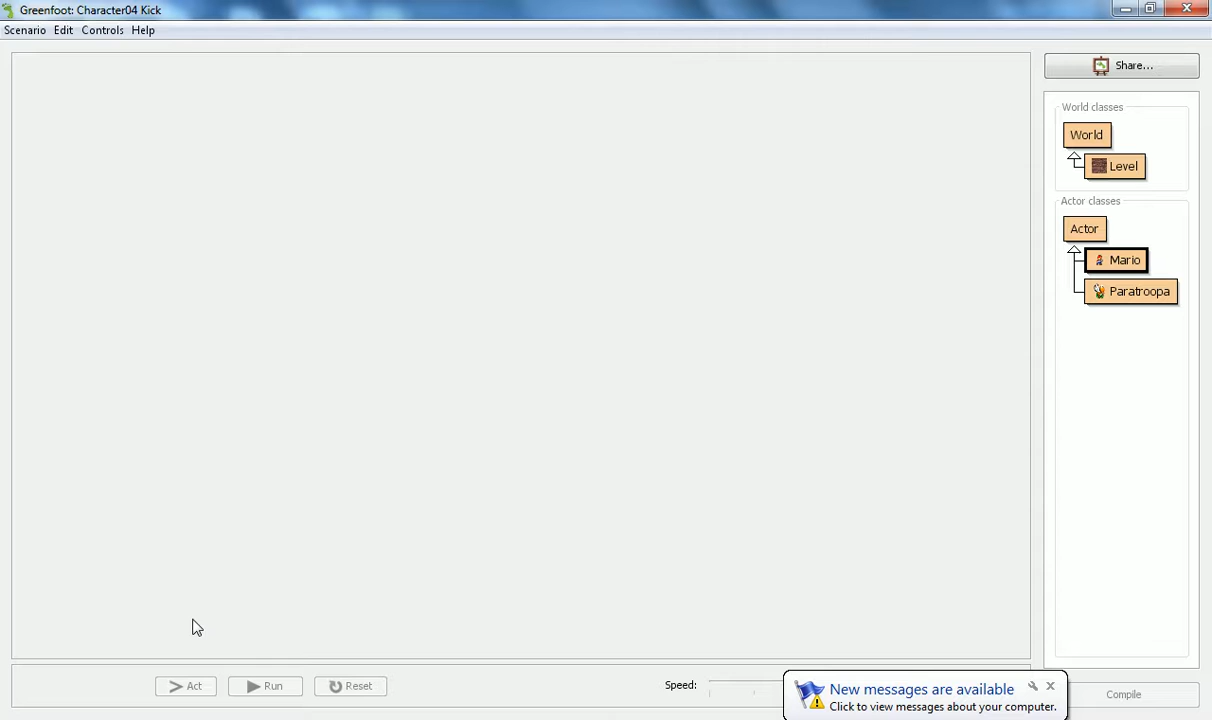 Greenfoot: Character04 Kick
Scenario Edit Controls Help
Share...
World classes
World
Level
Actor classes
Actor
Mario
Paratroopa
Act
Run
Reset
Speed:
New messages are available
Click to view messages about your computer.
Compile